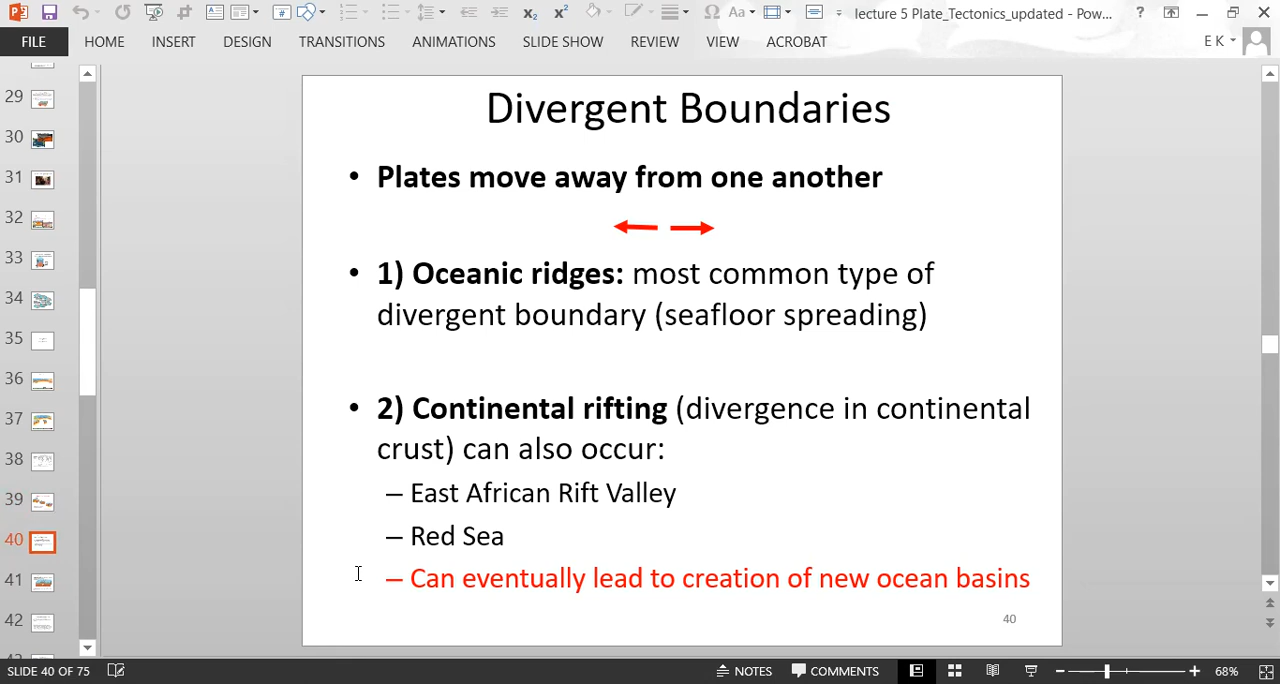 lecture 5 Plate_Tectonics_updated - Pow...
FILE HOME INSERT DESIGN TRANSITIONS ANIMATIONS SLIDE SHOW REVIEW VIEW ACROBAT E K
29
30
31
32
33
34
35
36
37
38
39
40
41
42
Divergent Boundaries
• Plates move away from one another
• 1) Oceanic ridges: most common type of
divergent boundary (seafloor spreading)
• 2) Continental rifting (divergence in continental
crust) can also occur:
– East African Rift Valley
– Red Sea
– Can eventually lead to creation of new ocean basins
40
SLIDE 40 OF 75 NOTES COMMENTS 68%